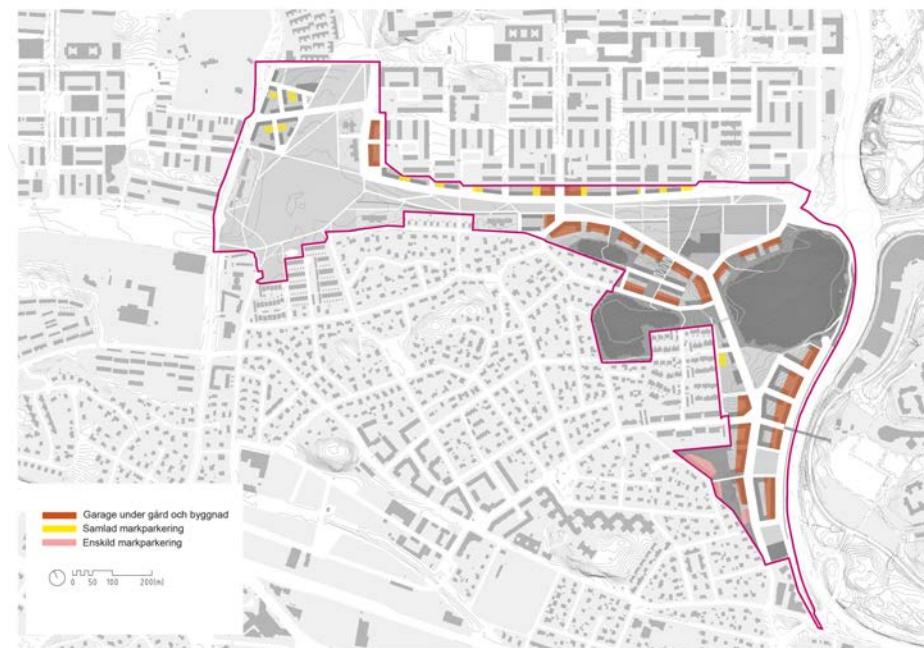 Garage under gård och byggnad
Samlad markparkering
Enskild markparkering
0 50 100 200(m)